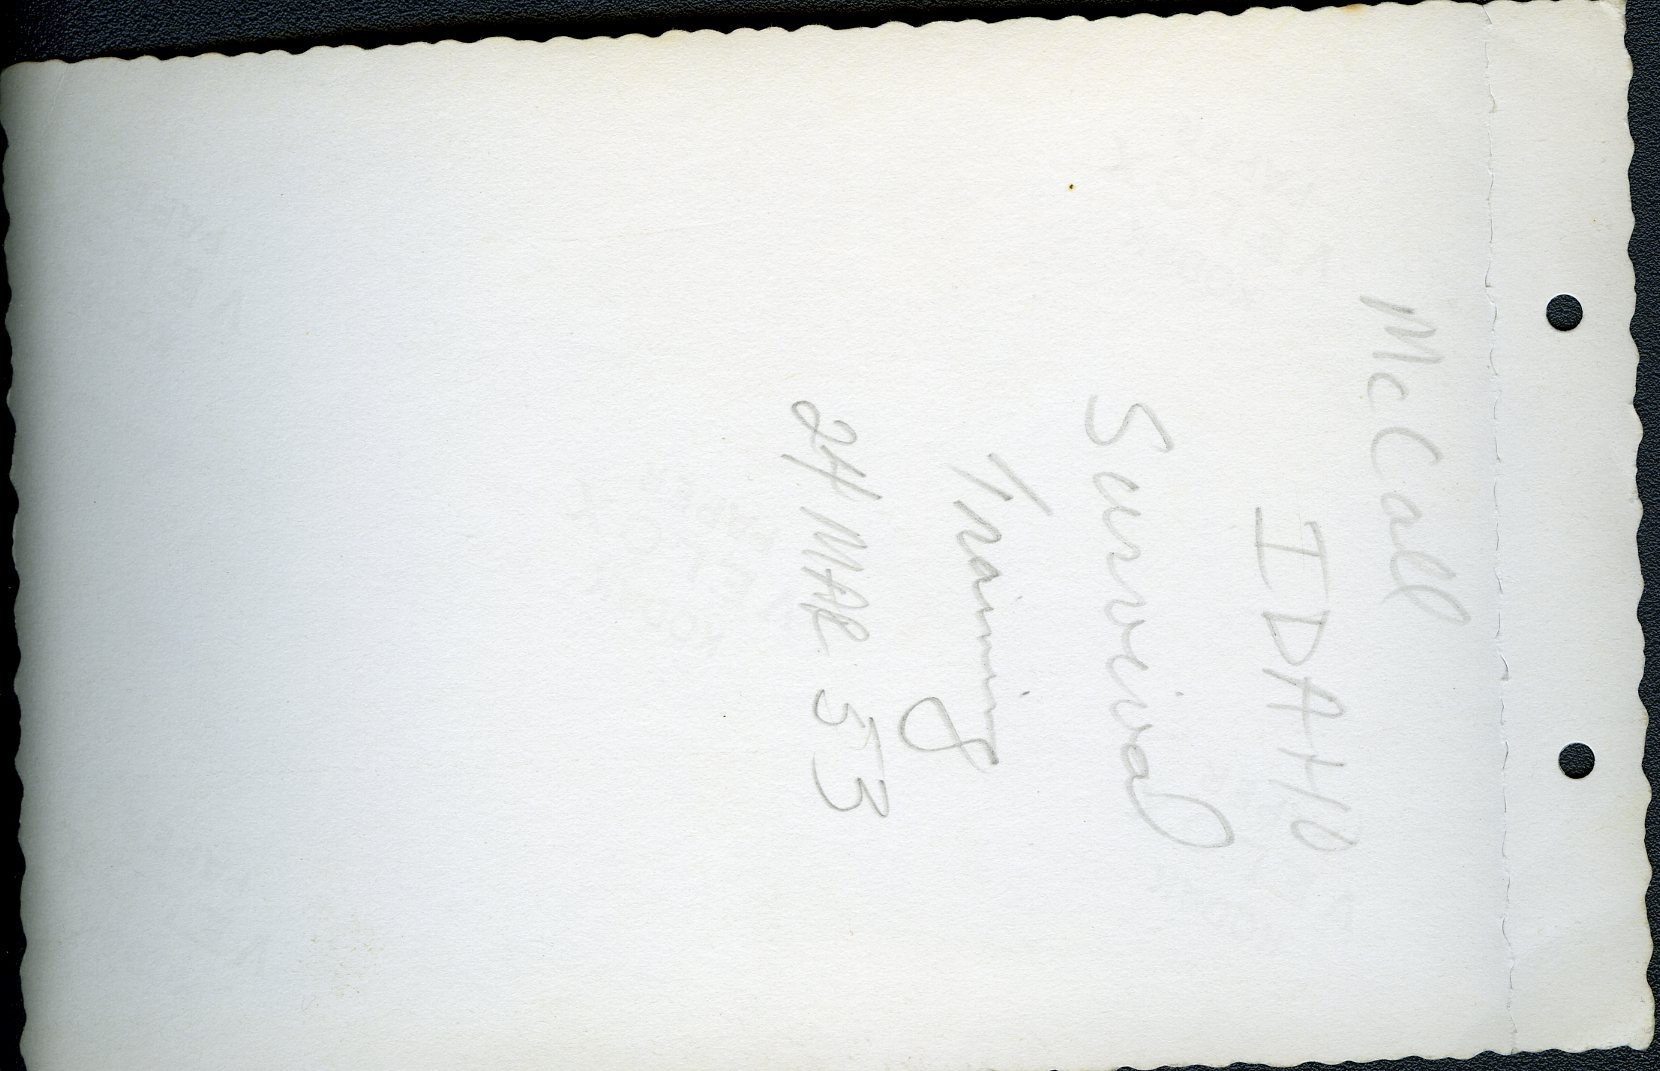 McCall
IDAHO
Survival
Training
24 MAR 53